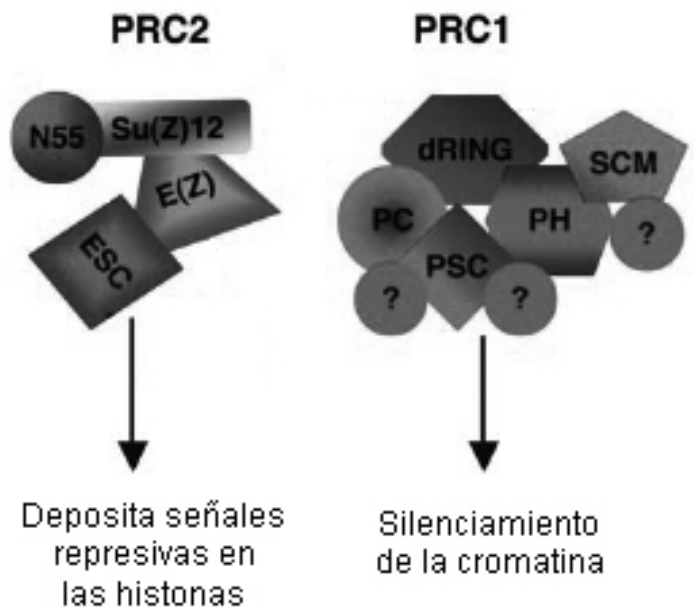 PRC2
PRC1
N55
Su(Z)12
E(Z)
ESC
dRING
SCM
PC
PH
?
PSC
?
?
Deposita señales
represivas en
las histonas
Silenciamiento
de la cromatina